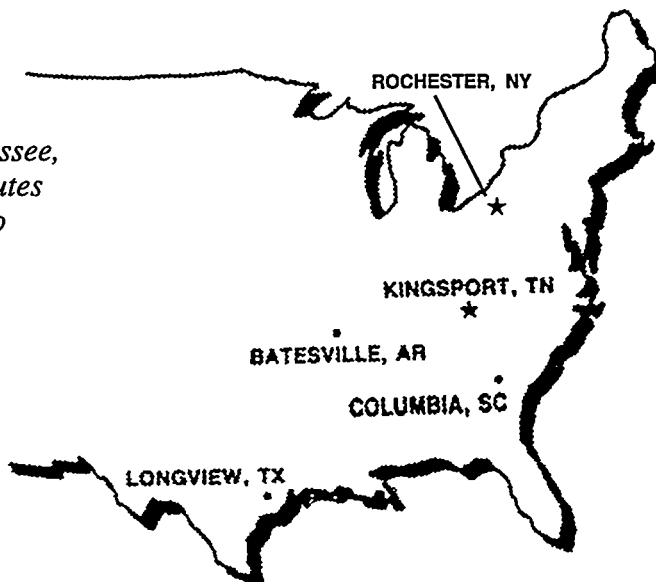 ROCHESTER, NY
ssee,
utes
KINGSPORT, TN
BATESVILLE, AR
COLUMBIA, SC
LONGVIEW, TX